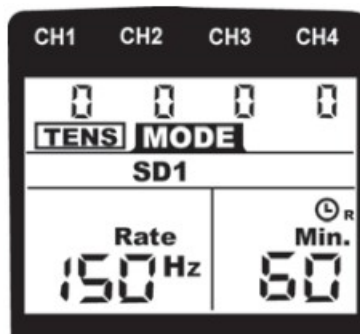 CH1 CH2 CH3 CH4
0 0 0 0
TENS MODE
SD1
R
Rate Min.
150 Hz 60